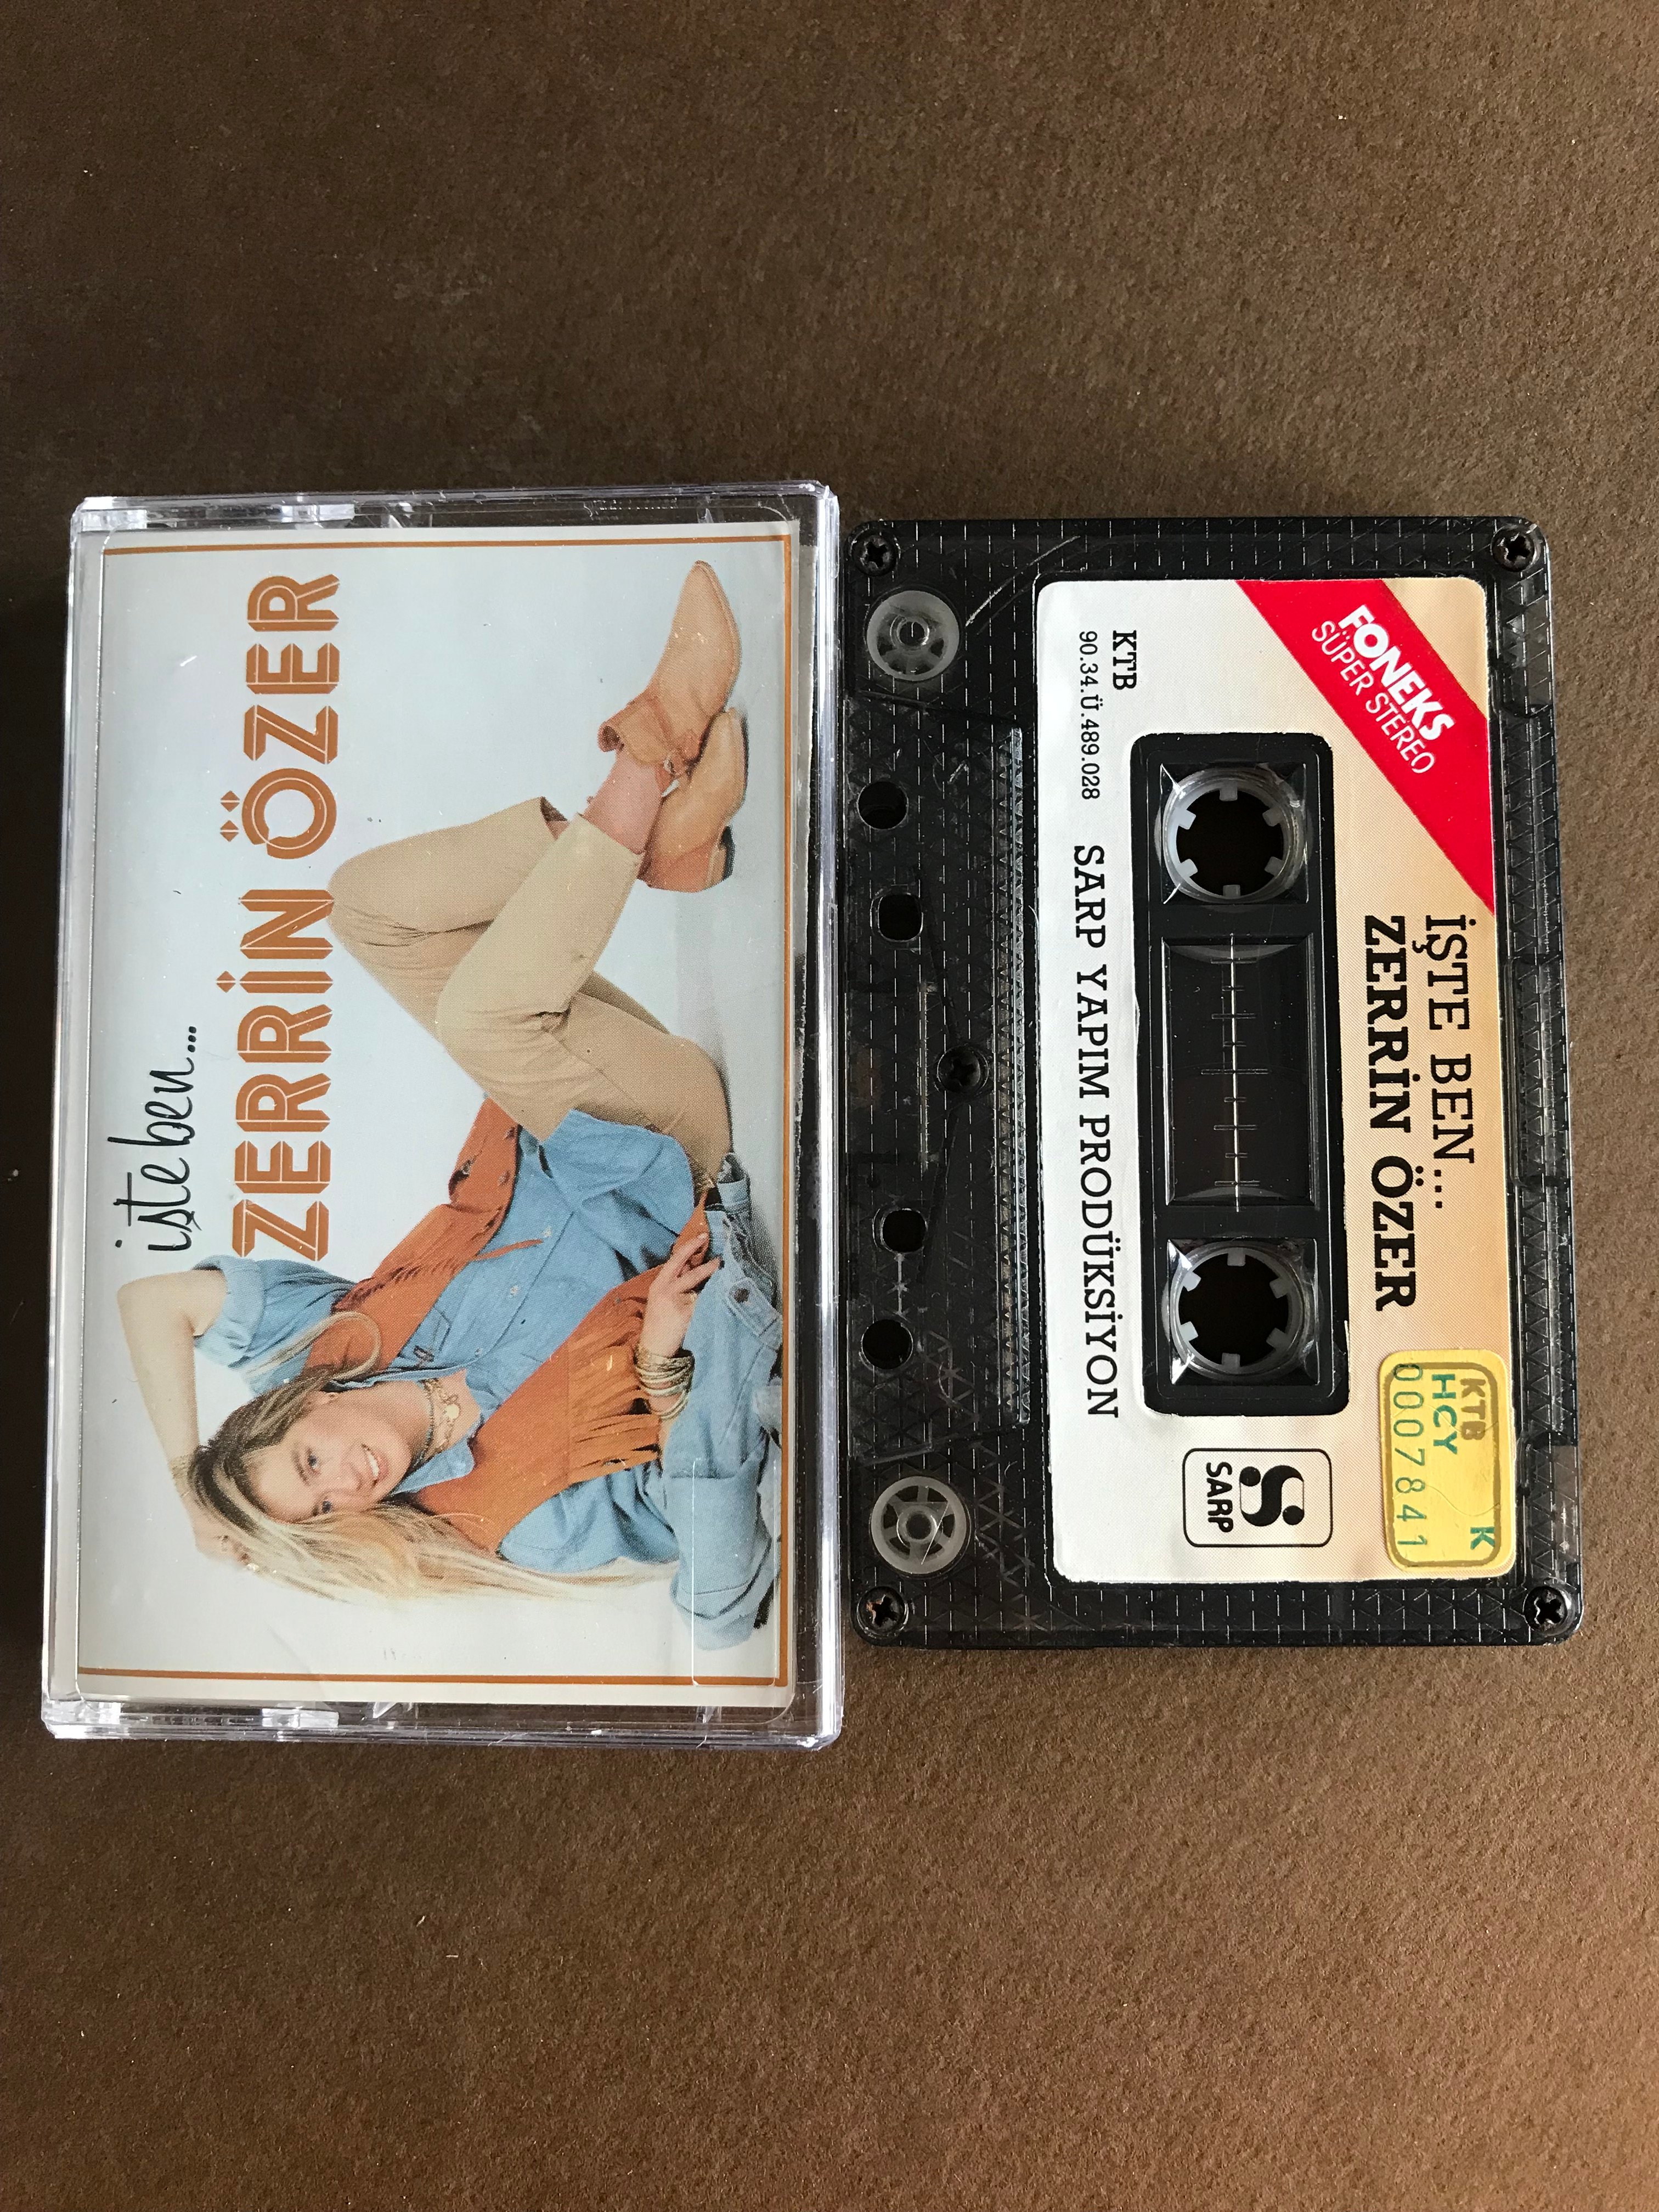 işte ben...
ZERRİN ÖZER
FONEKS
SÜPER STEREO
İŞTE BEN...
ZERRİN ÖZER
KTB
HCY K
0007841
SARP
KTB
90.34.Ü.489.028
SARP YAPIM PRODÜKSİYON